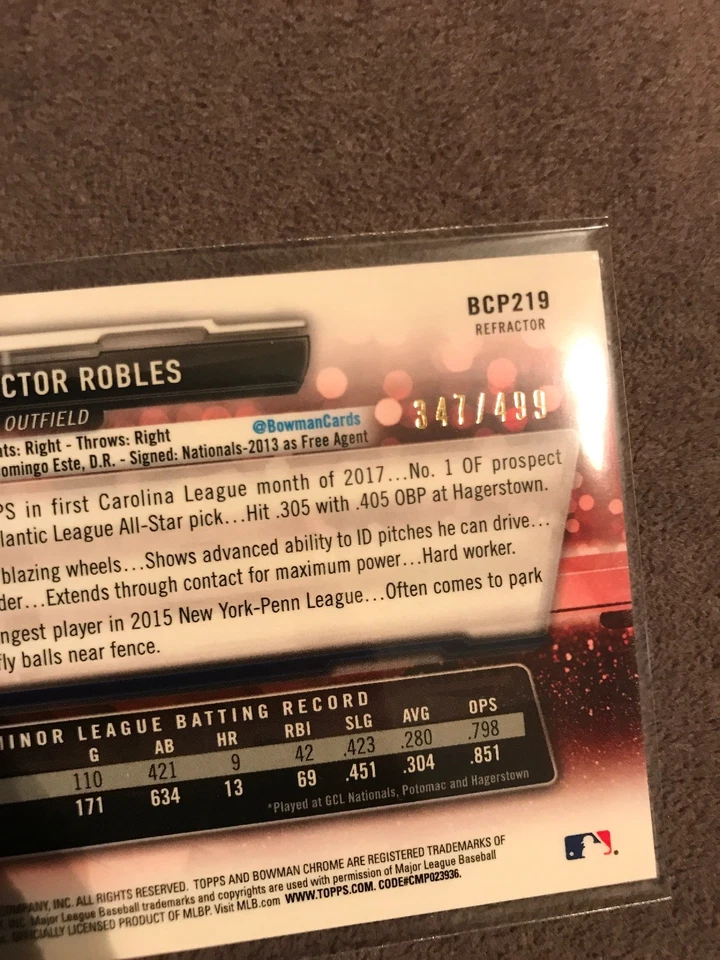 BCP219
REFRACTOR
CTOR ROBLES
OUTFIELD
@BowmanCards
347/499
ats: Right - Throws: Right
omingo Este, D.R. - Signed: Nationals-2013 as Free Agent
PS in first Carolina League month of 2017...No. 1 OF prospect
lantic League All-Star pick...Hit .305 with .405 OBP at Hagerstown.
blazing wheels...Shows advanced ability to ID pitches he can drive...
der...Extends through contact for maximum power...Hard worker.
ngest player in 2015 New York-Penn League...Often comes to park
fly balls near fence.
MINOR LEAGUE BATTING RECORD
G AB HR RBI SLG AVG OPS
110 421 9 42 .423 .280 .798
171 634 13 69 .451 .304 .851
*Played at GCL Nationals, Potomac and Hagerstown
COMPANY, INC. ALL RIGHTS RESERVED. TOPPS AND BOWMAN CHROME ARE REGISTERED TRADEMARKS OF
INC. Major League Baseball trademarks and copyrights are used with permission of Major League Baseball
OFFICIALLY LICENSED PRODUCT OF MLBP. Visit MLB.com WWW.TOPPS.COM. CODE#CMP023936.